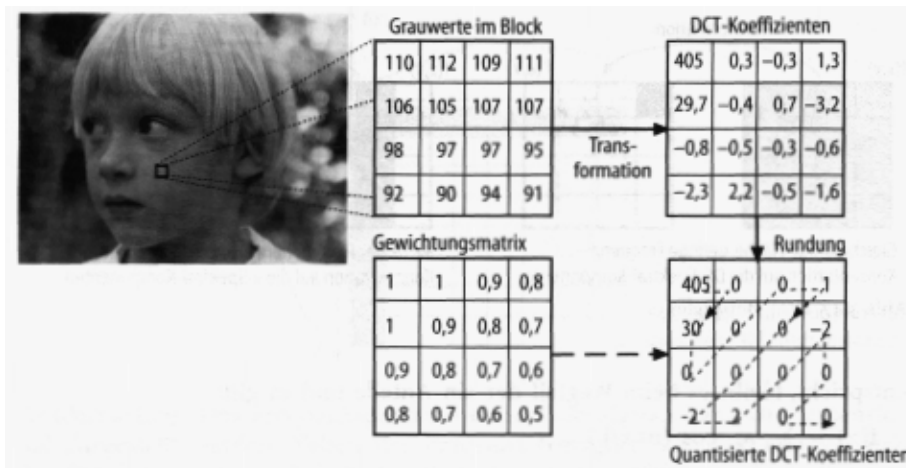 Grauwerte im Block
110 112 109 111
106 105 107 107
98 97 97 95
92 90 94 91
Trans-
formation
DCT-Koeffizienten
405 0,3 −0,3 1,3
29,7 −0,4 0,7 −3,2
−0,8 −0,5 −0,3 −0,6
−2,3 2,2 −0,5 −1,6
Gewichtungsmatrix
1 1 0,9 0,8
1 0,9 0,8 0,7
0,9 0,8 0,7 0,6
0,8 0,7 0,6 0,5
Rundung
405 0 0 1
30 0 0 −2
0 0 0 0
−2 2 0 0
Quantisierte DCT-Koeffizienten